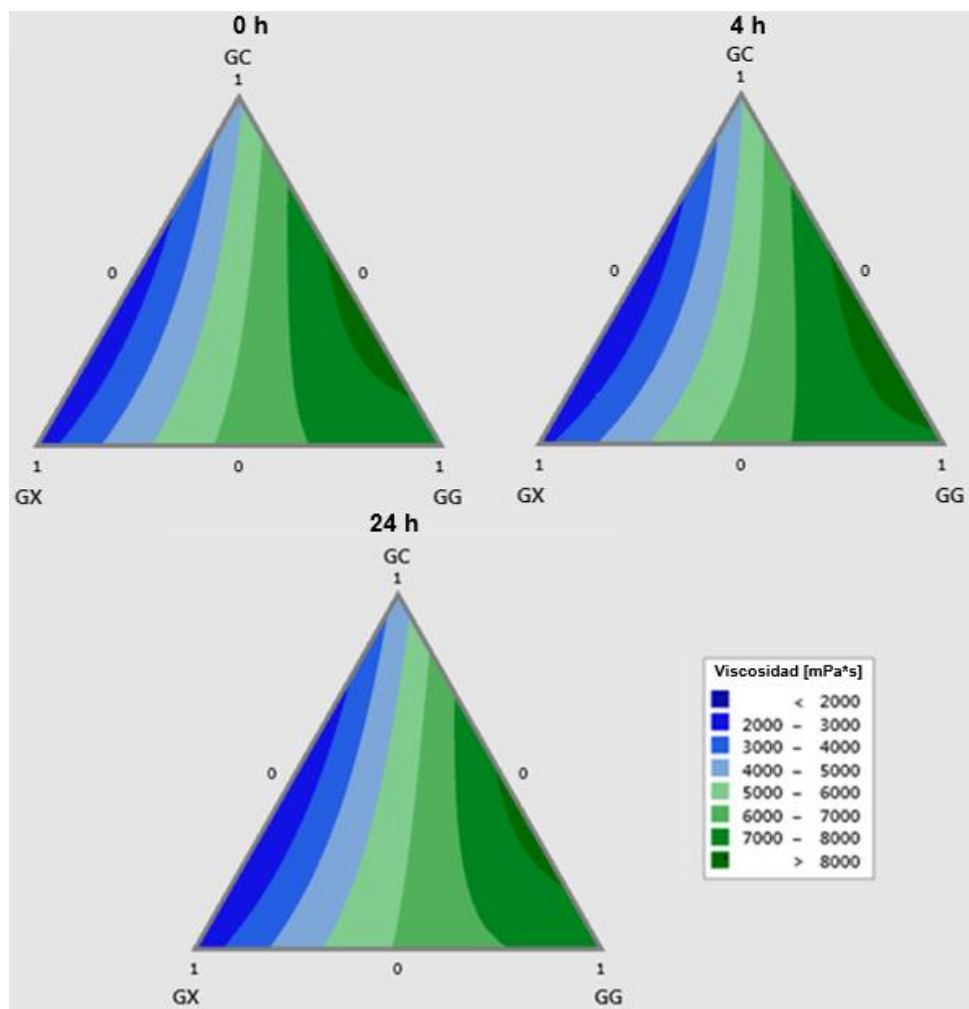 0 h
GC
1
0 0
1 0 1
GX GG
4 h
GC
1
0 0
1 0 1
GX GG
24 h
GC
1
0 0
1 0 1
GX GG
Viscosidad [mPa*s]
< 2000
2000 – 3000
3000 – 4000
4000 – 5000
5000 – 6000
6000 – 7000
7000 – 8000
> 8000